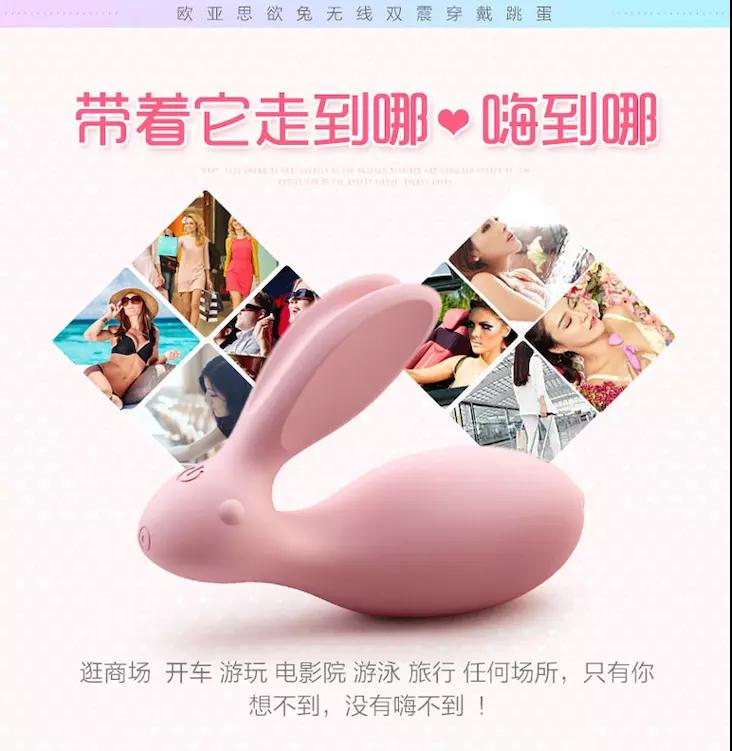 欧亚思欲兔无线双震穿戴跳蛋
带着它走到哪❤嗨到哪
逛商场 开车 游玩 电影院 游泳 旅行 任何场所，只有你
想不到，没有嗨不到 ！